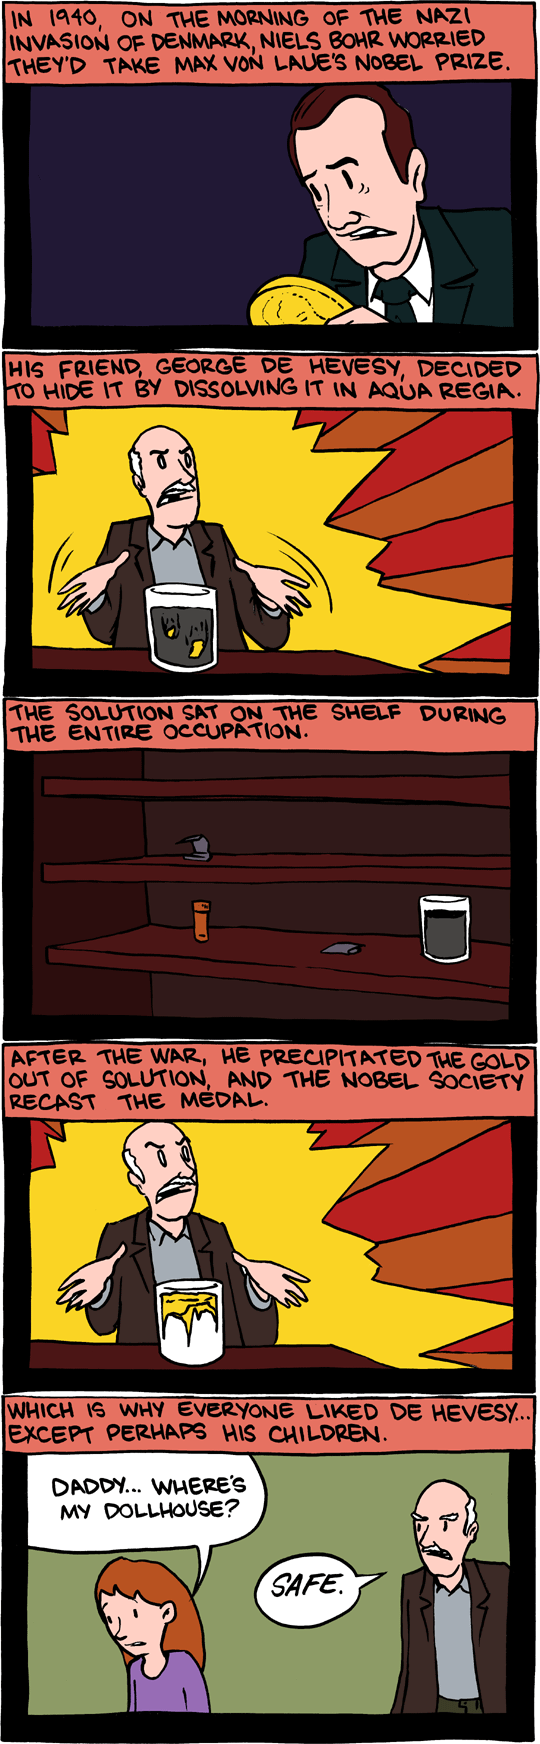 IN 1940, ON THE MORNING OF THE NAZI
INVASION OF DENMARK, NIELS BOHR WORRIED
THEY'D TAKE MAX VON LAUE'S NOBEL PRIZE.
HIS FRIEND, GEORGE DE HEVESY, DECIDED
TO HIDE IT BY DISSOLVING IT IN AQUA REGIA.
THE SOLUTION SAT ON THE SHELF DURING
THE ENTIRE OCCUPATION.
AFTER THE WAR, HE PRECIPITATED THE GOLD
OUT OF SOLUTION, AND THE NOBEL SOCIETY
RECAST THE MEDAL.
WHICH IS WHY EVERYONE LIKED DE HEVESY...
EXCEPT PERHAPS HIS CHILDREN.
DADDY... WHERE'S
MY DOLLHOUSE?
SAFE.